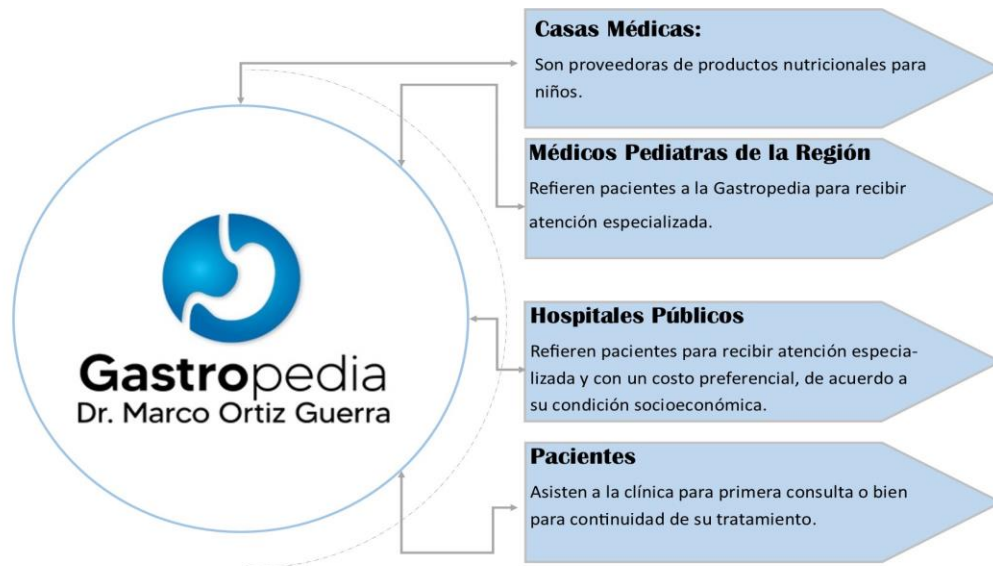 Casas Médicas:
Son proveedoras de productos nutricionales para
niños.
Médicos Pediatras de la Región
Refieren pacientes a la Gastropedia para recibir
atención especializada.
Gastropedia
Dr. Marco Ortiz Guerra
Hospitales Públicos
Refieren pacientes para recibir atención especia-
lizada y con un costo preferencial, de acuerdo a
su condición socioeconómica.
Pacientes
Asisten a la clínica para primera consulta o bien
para continuidad de su tratamiento.